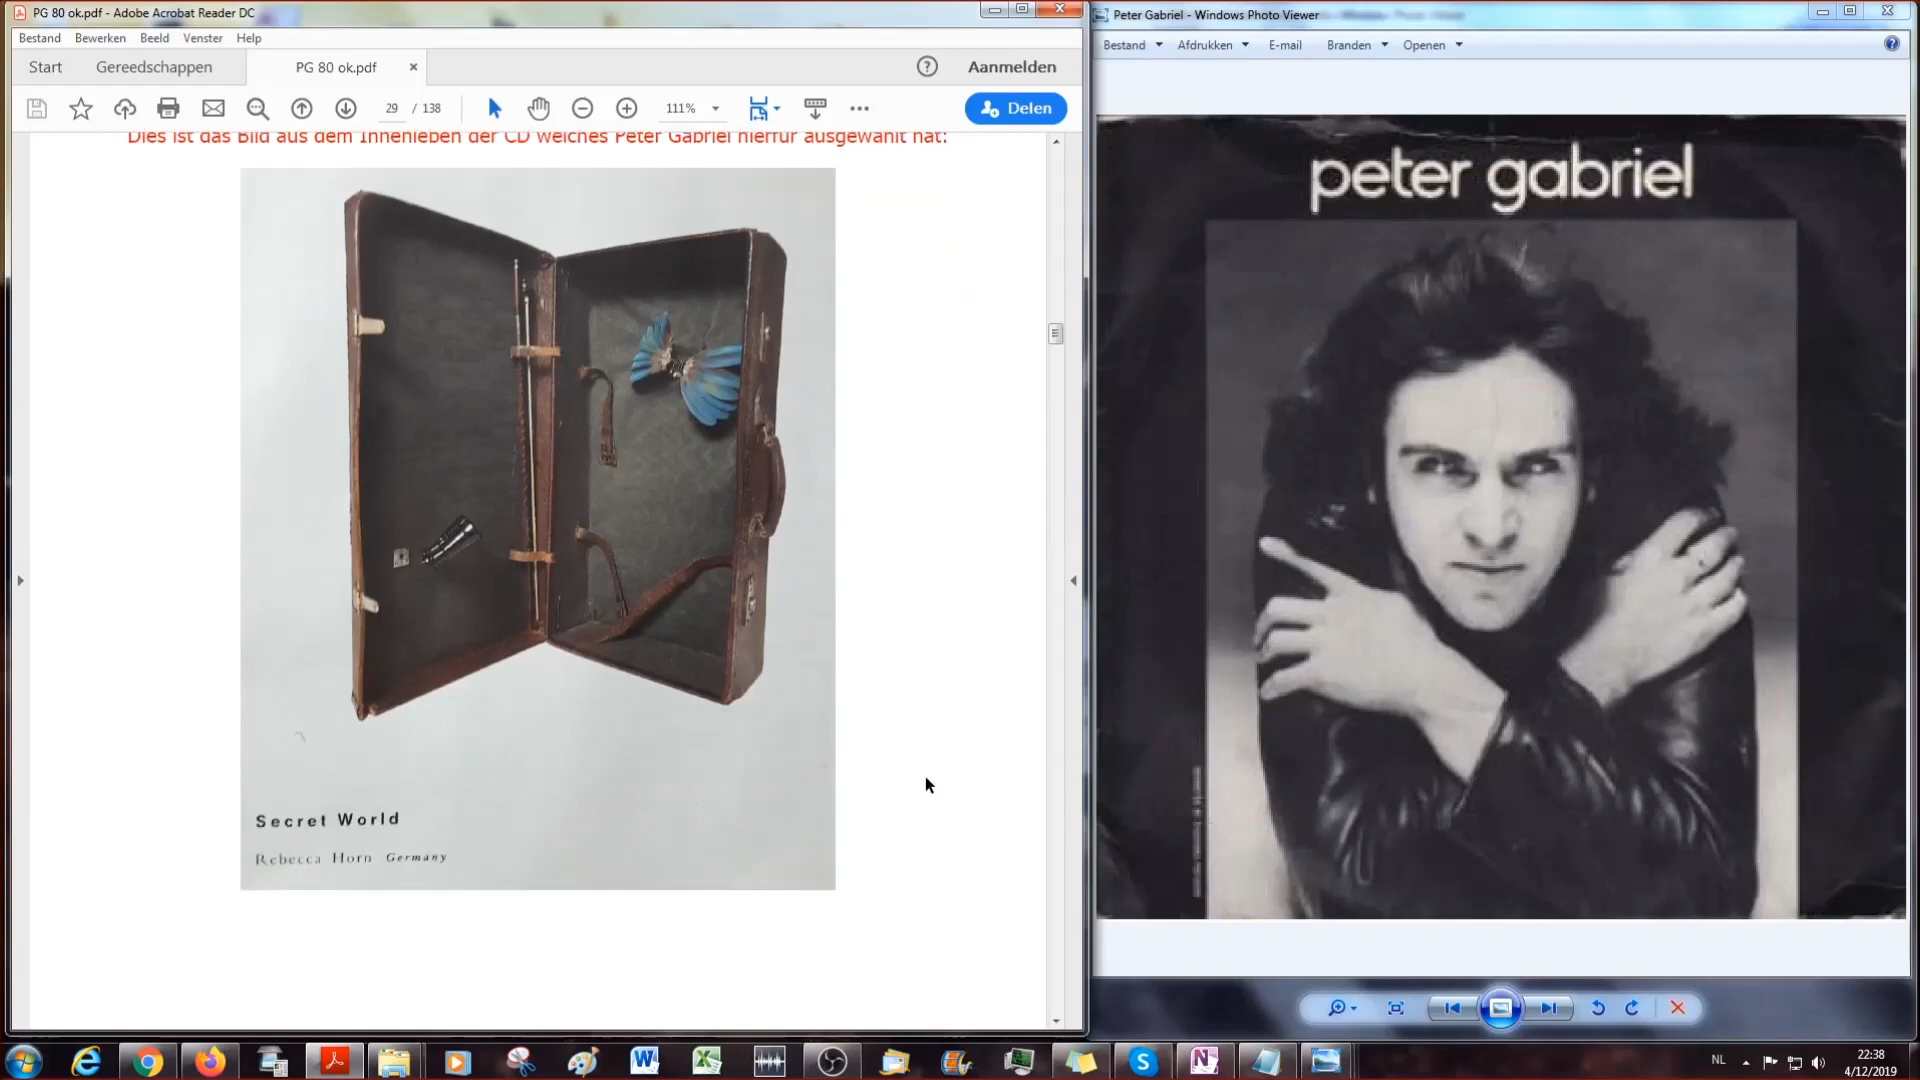 PG 80 ok.pdf - Adobe Acrobat Reader DC
Bestand Bewerken Beeld Venster Help
Start Gereedschappen PG 80 ok.pdf Aanmelden
29 / 138 111% Delen
Dies ist das Bild aus dem Innenleben der CD welches Peter Gabriel hierfür ausgewählt hat:
Secret World
Rebecca Horn Germany
Peter Gabriel - Windows Photo Viewer
Bestand Afdrukken E-mail Branden Openen
peter gabriel
NL
22:38
4/12/2019